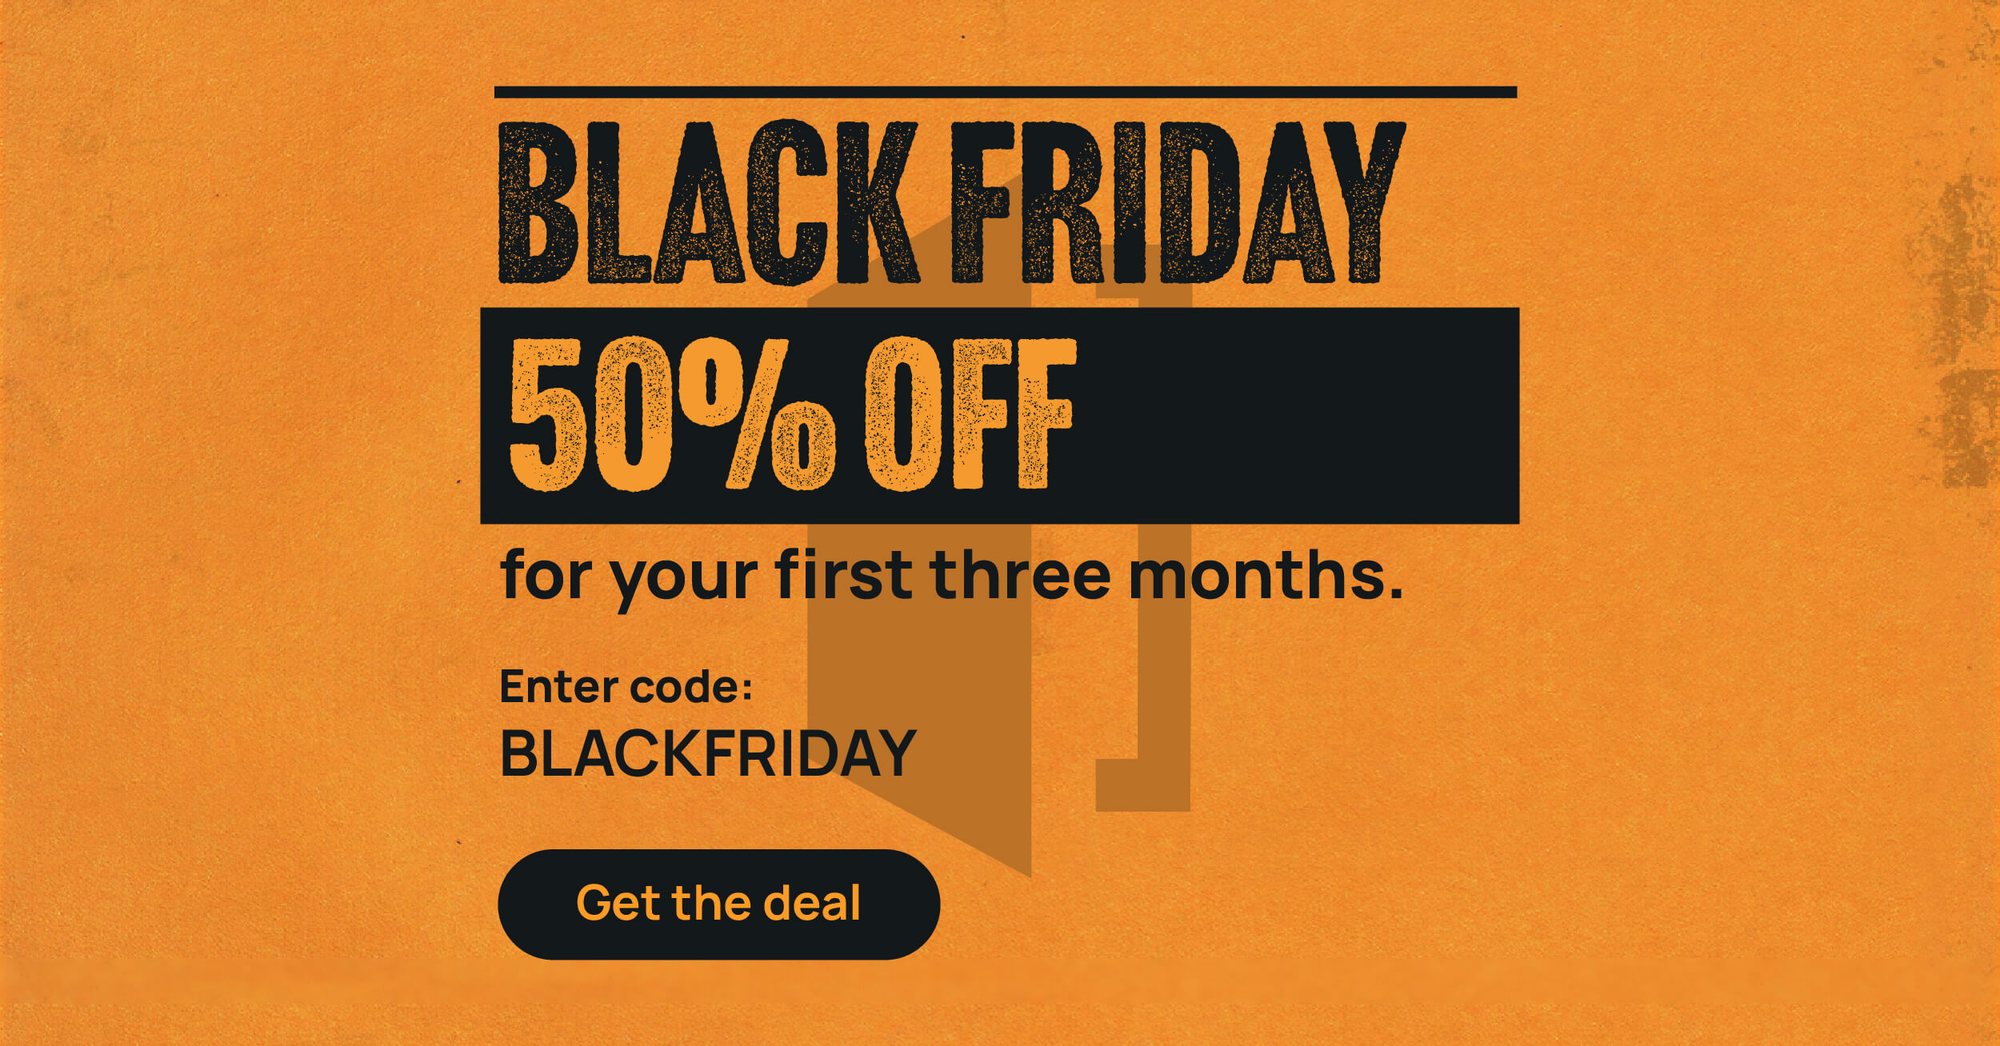 BLACK FRIDAY
50% OFF
for your first three months.
Enter code:
BLACKFRIDAY
Get the deal